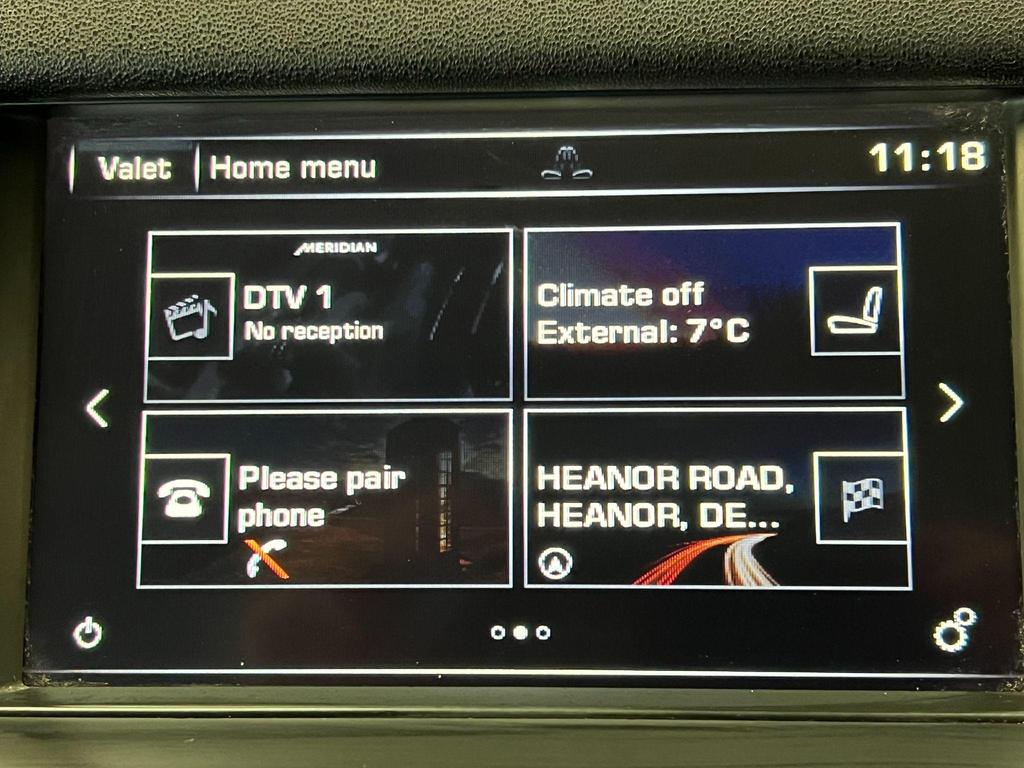 Valet
Home menu
11:18
MERIDIAN
DTV 1
No reception
Climate off
External: 7°C
Please pair
phone
HEANOR ROAD,
HEANOR, DE...